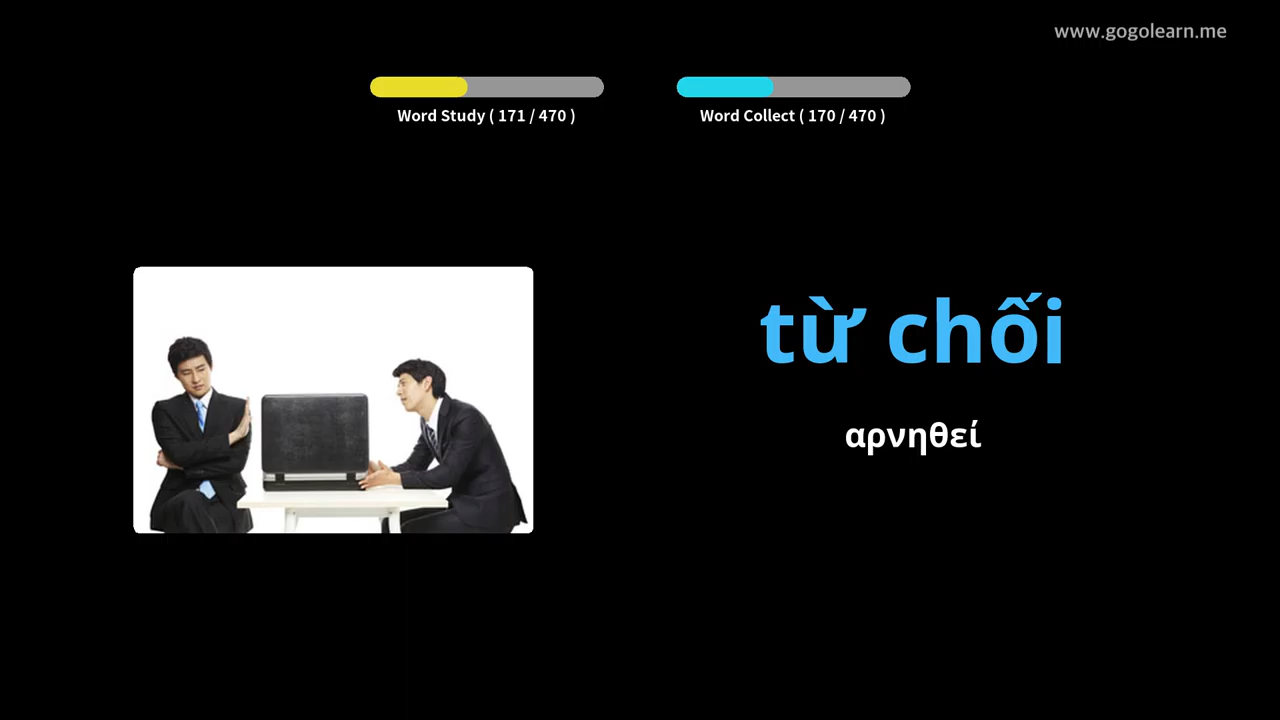 www.gogolearn.me
Word Study ( 171 / 470 )
Word Collect ( 170 / 470 )
từ chối
αρνηθεί